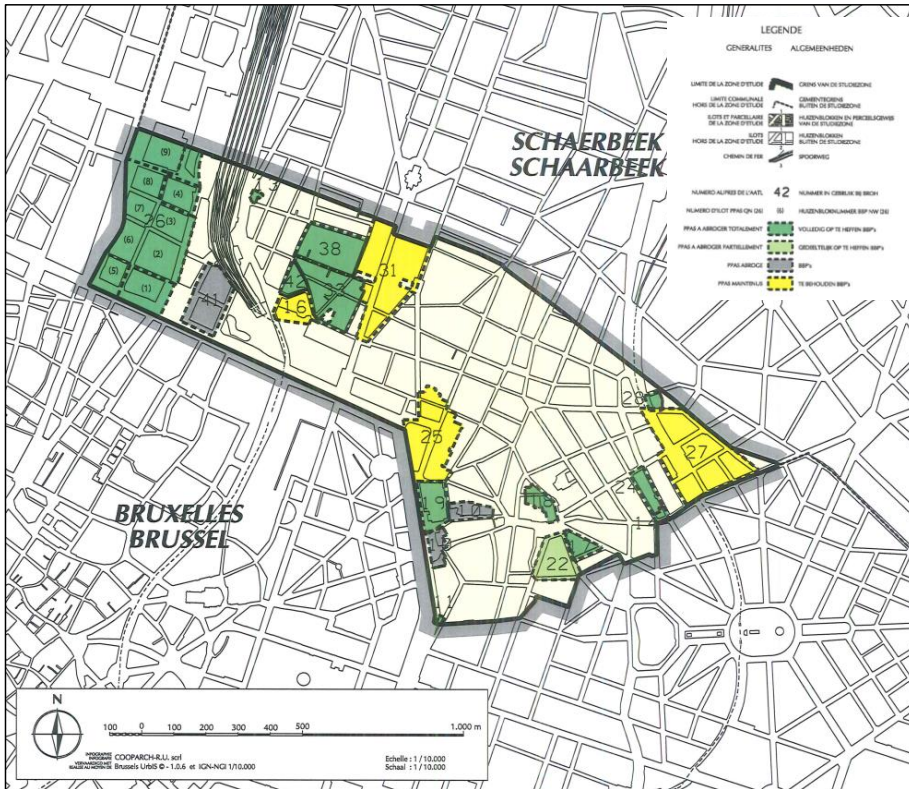 LEGENDE
GENERALITES ALGEMEENHEDEN
LIMITE DE LA ZONE D'ETUDE GRENS VAN DE STUDIEZONE
LIMITE COMMUNALE HORS DE LA ZONE D'ETUDE GEMEENTEGRENS BUITEN DE STUDIEZONE
ILOTS ET PARCELLAIRE DE LA ZONE D'ETUDE HUIZENBLOKKEN EN PERCEELSGEWIJS VAN DE STUDIEZONE
ILOTS HORS DE LA ZONE D'ETUDE HUIZENBLOKKEN BUITEN DE STUDIEZONE
CHEMIN DE FER SPOORWEG
NUMERO AUPRES DE L'AATL 42 NUMMER IN GEBRUIK BIJ BROH
NUMERO D'ILOT PPAS QN (26) (6) HUIZENBLOKNUMMER BBP NW (26)
PPAS A ABROGER TOTALEMENT VOLLEDIG OP TE HEFFEN BBP's
PPAS A ABROGER PARTIELLEMENT GEDEELTELIJK OP TE HEFFEN BBP's
PPAS ABROGE BBP's
PPAS MAINTENUS TE BEHOUDEN BBP's
SCHAERBEEK
SCHAARBEEK
(9)
(8)
(4)
(7)
26
(3)
(6)
(2)
(5)
(1)
41
38
31
16
25
28
27
19
10
22
1
BRUXELLES
BRUSSEL
N
100 0 100 200 300 400 500 1.000 m
COOPARCH-R.U. scrl
Brussels UrbIS © - 1.0.6 et IGN-NGI 1/10.000
Echelle : 1 / 10.000
Schaal : 1 / 10.000